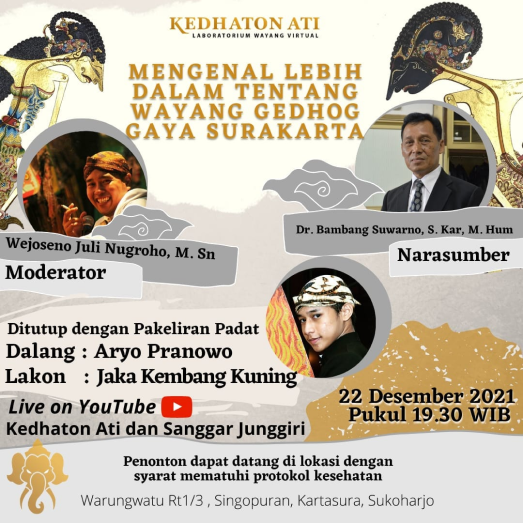 KEDHATON ATI
LABORATORIUM WAYANG VIRTUAL
MENGENAL LEBIH
DALAM TENTANG
WAYANG GEDHOG
GAYA SURAKARTA
Wejoseno Juli Nugroho, M. Sn
Moderator
Dr. Bambang Suwarno, S. Kar, M. Hum
Narasumber
Ditutup dengan Pakeliran Padat
Dalang : Aryo Pranowo
Lakon : Jaka Kembang Kuning
Live on YouTube
Kedhaton Ati dan Sanggar Junggiri
22 Desember 2021
Pukul 19.30 WIB
Penonton dapat datang di lokasi dengan
syarat mematuhi protokol kesehatan
Warungwatu Rt1/3 , Singopuran, Kartasura, Sukoharjo